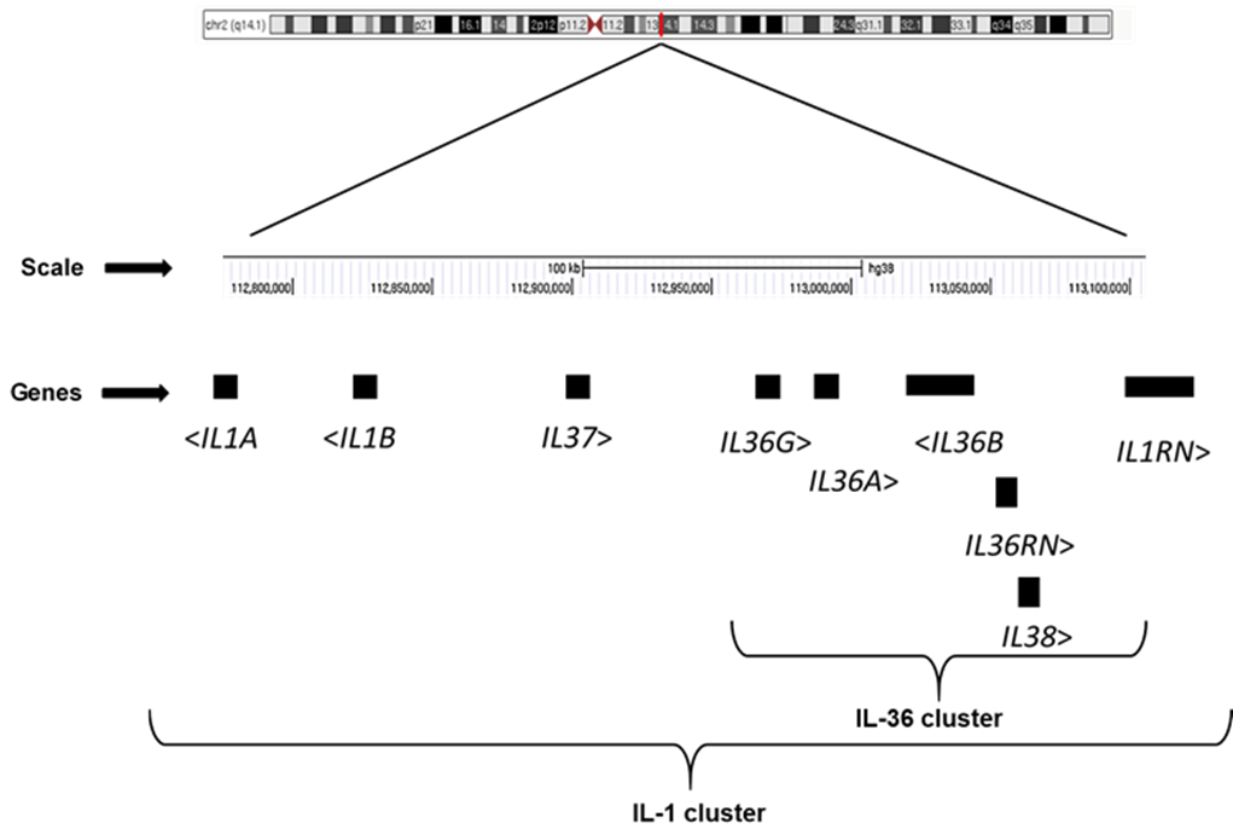 chr2 (q14.1) p21 16.1 14 2p12 p11.2 11.2 13 4.1 14.3 24.3 q31.1 32.1 33.1 q34 q35
Scale 100 kb hg38
112,800,000 112,850,000 112,900,000 112,950,000 113,000,000 113,050,000 113,100,000
Genes
<IL1A <IL1B IL37> IL36G> <IL36B IL1RN>
IL36A>
IL36RN>
IL38>
IL-36 cluster
IL-1 cluster